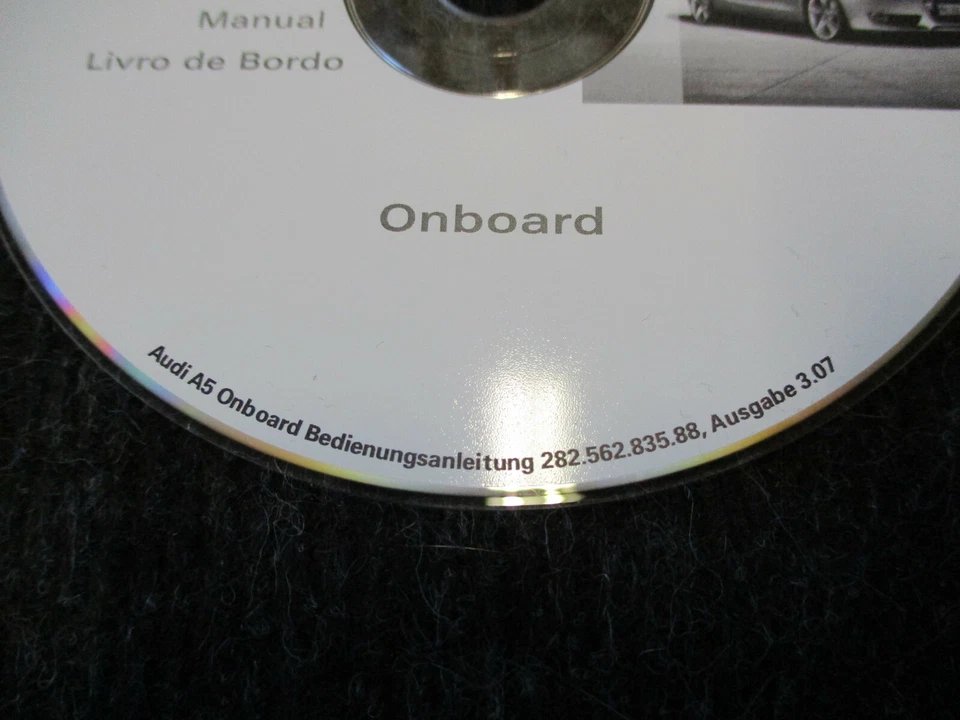 Manual
Livro de Bordo
Onboard
Audi A5 Onboard Bedienungsanleitung 282.562.835.88, Ausgabe 3.07